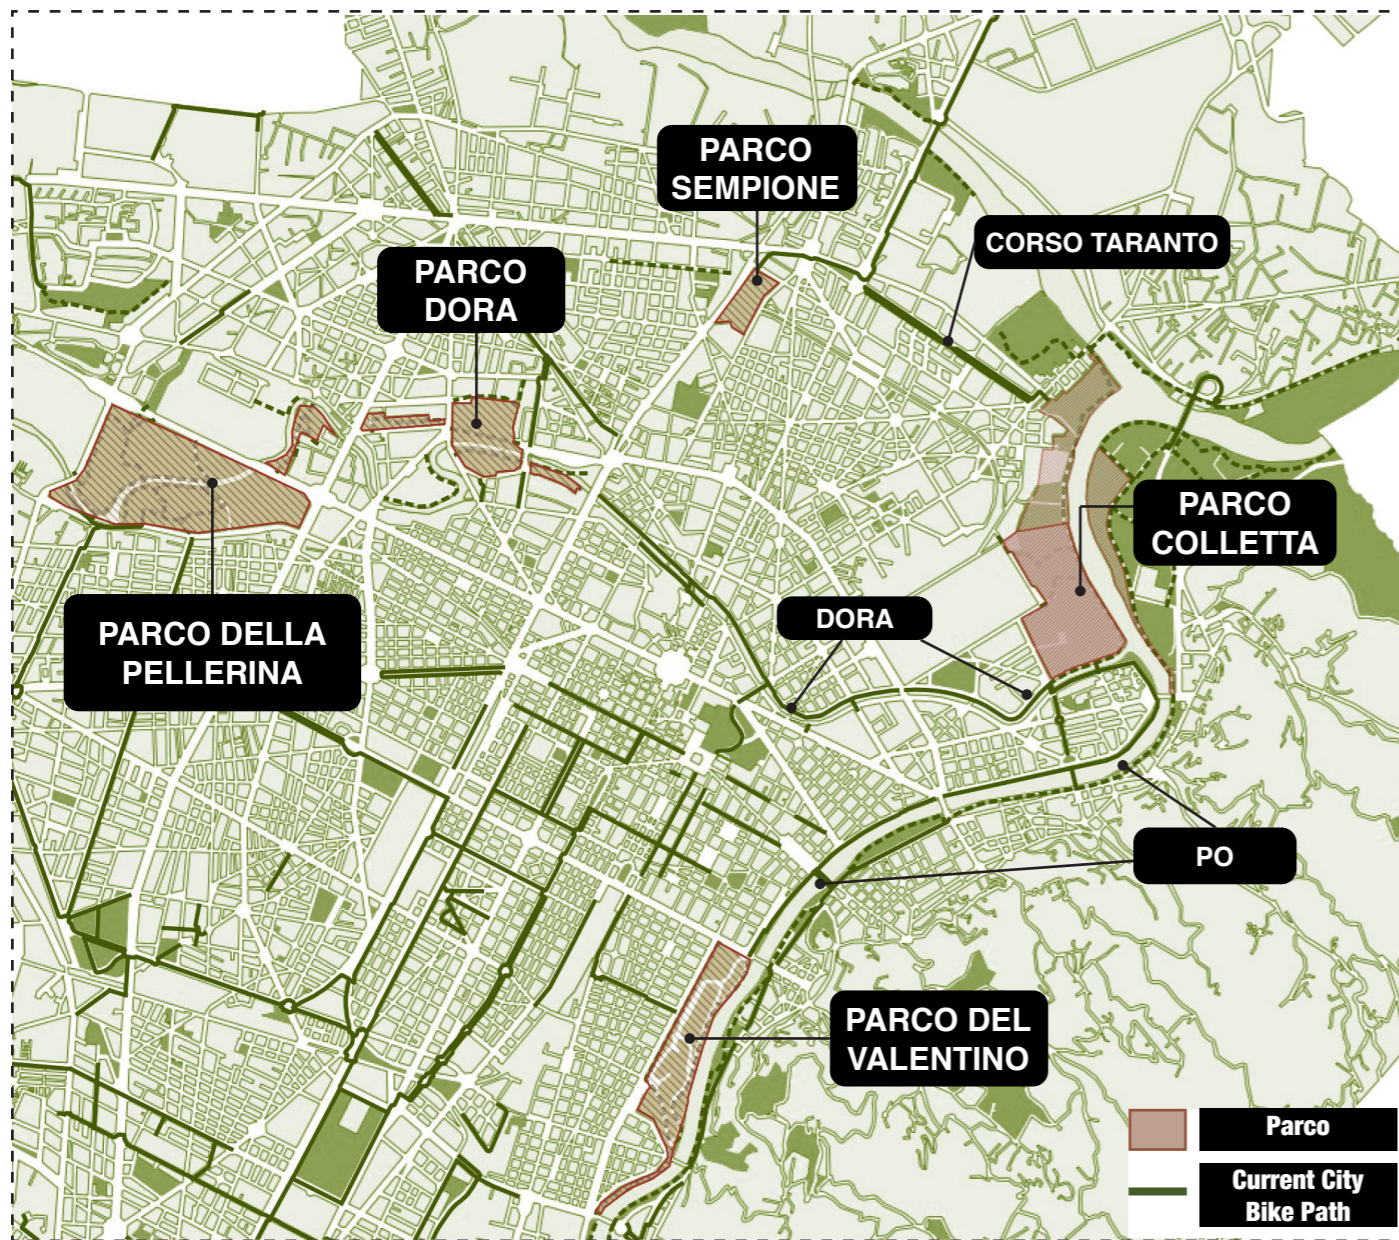 PARCO
SEMPIONE
CORSO TARANTO
PARCO
DORA
PARCO
COLLETTA
DORA
PARCO DELLA
PELLERINA
PO
PARCO DEL
VALENTINO
Parco
Current City
Bike Path